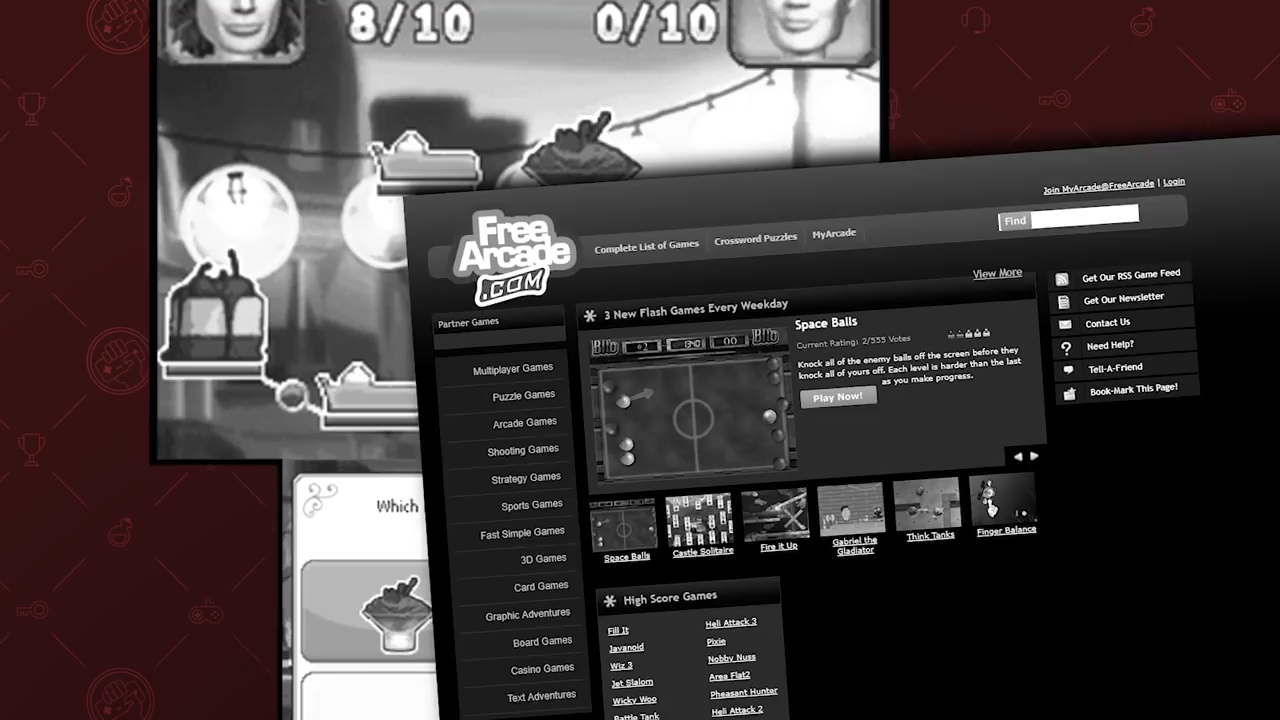 8/10
0/10
Join MyArcade@FreeArcade | Login
Free
Arcade
.COM
Complete List of Games
Crossword Puzzles
MyArcade
Find
View More
Partner Games
Multiplayer Games
Puzzle Games
Arcade Games
Shooting Games
Strategy Games
Sports Games
Fast Simple Games
3D Games
Card Games
Graphic Adventures
Board Games
Casino Games
Text Adventures
3 New Flash Games Every Weekday
Space Balls
Current Rating: 2/555 Votes
Knock all of the enemy balls off the screen before they
knock all of yours off. Each level is harder than the last
as you make progress.
Play Now!
Space Balls
Castle Solitaire
Fire it Up
Gabriel the
Gladiator
Think Tanks
Finger Balance
Get Our RSS Game Feed
Get Our Newsletter
Contact Us
Need Help?
Tell-A-Friend
Book-Mark This Page!
Which
High Score Games
Fill It
Javanoid
Wiz 3
Jet Slalom
Wicky Woo
Battle Tank
Heli Attack 3
Pixie
Nobby Nuss
Area Flat2
Pheasant Hunter
Heli Attack 2